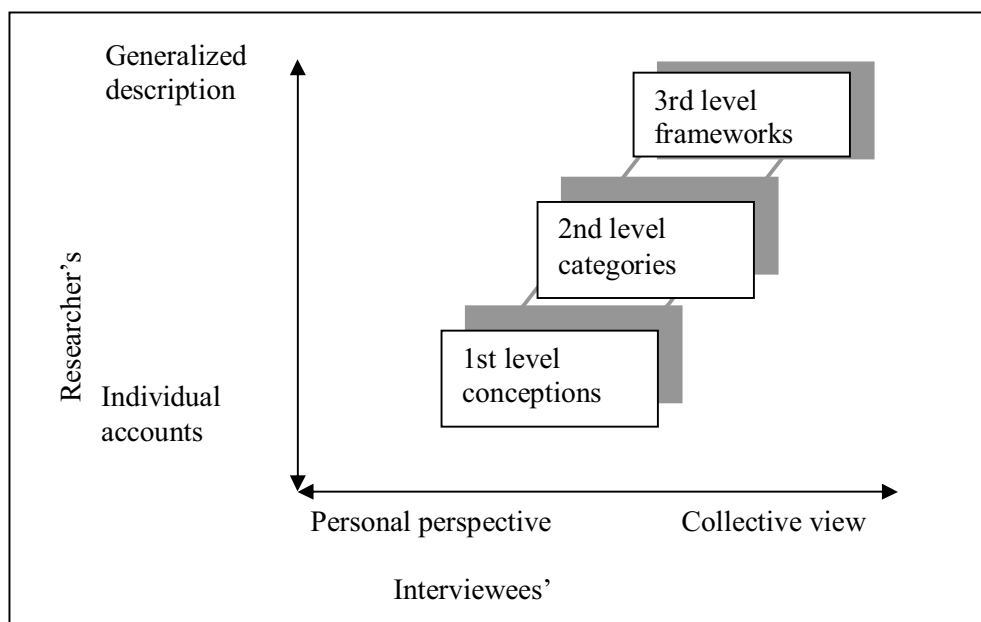 Generalized
description
3rd level
frameworks
2nd level
categories
Researcher’s
1st level
conceptions
Individual
accounts
Personal perspective
Collective view
Interviewees’